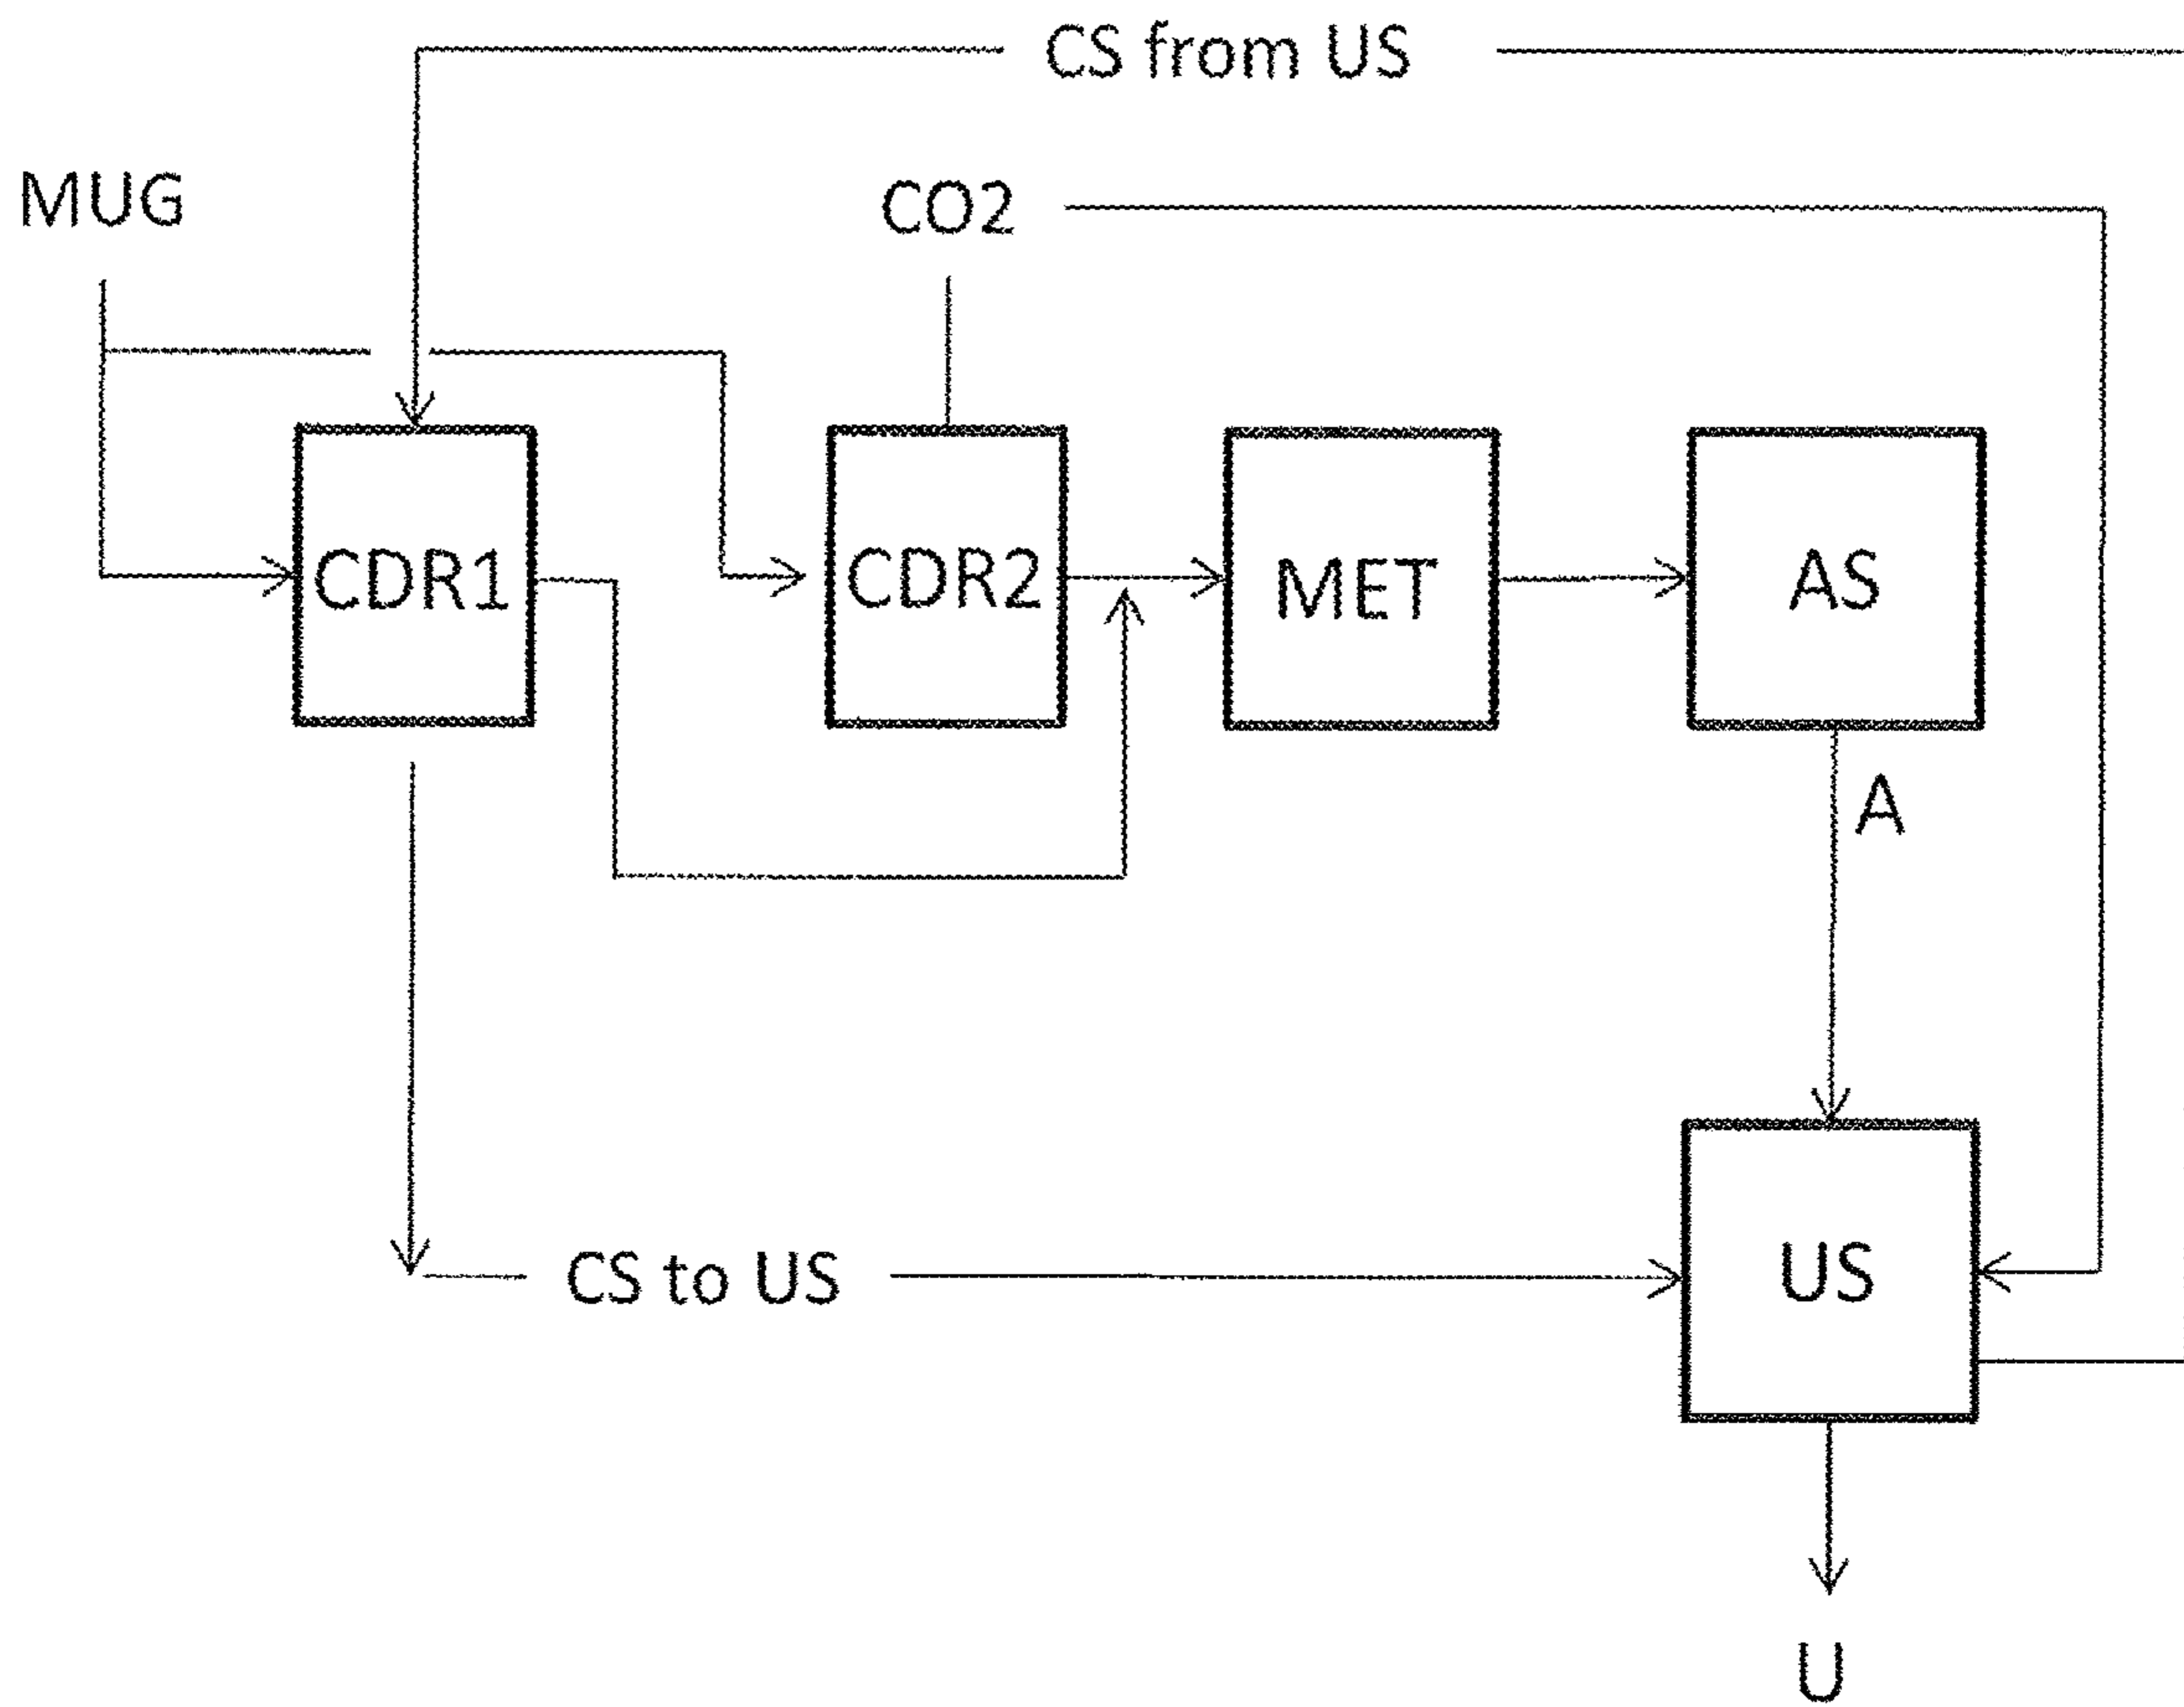 CS from US
MUG
CO2
CDR1
CDR2
MET
AS
A
CS to US
US
U